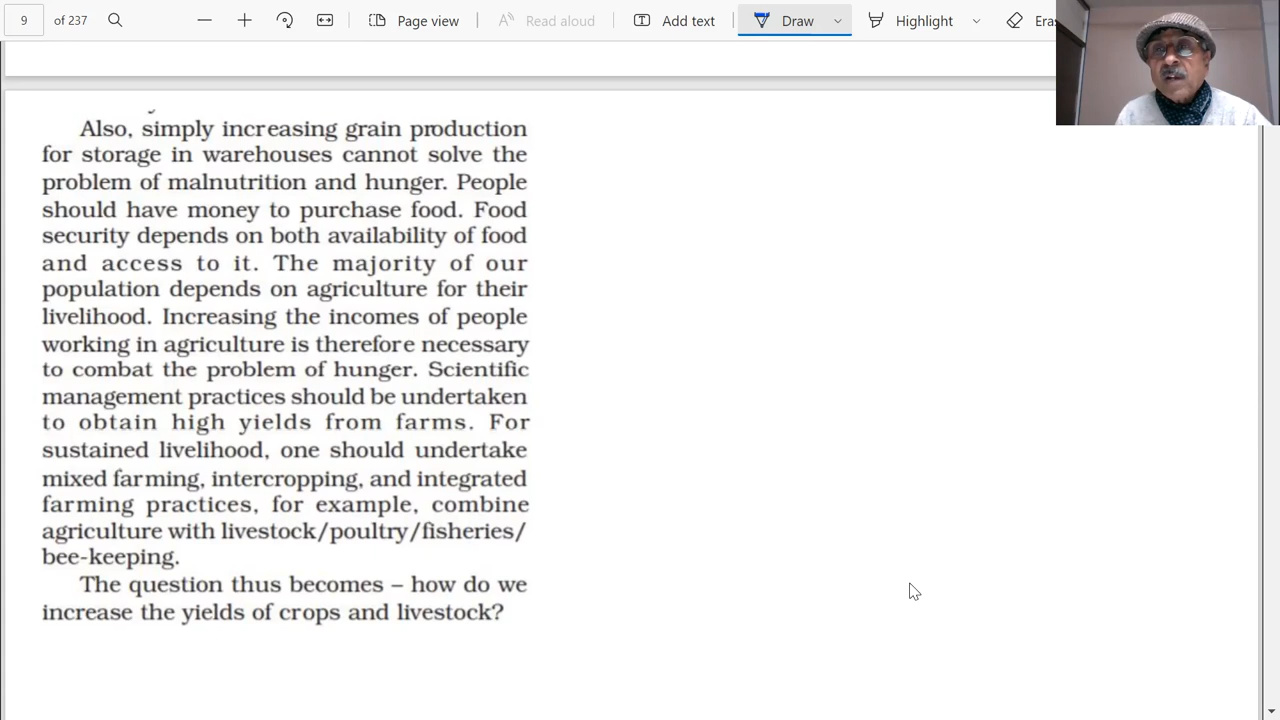 9 of 237 Page view Read aloud Add text Draw Highlight
Also, simply increasing grain production
for storage in warehouses cannot solve the
problem of malnutrition and hunger. People
should have money to purchase food. Food
security depends on both availability of food
and access to it. The majority of our
population depends on agriculture for their
livelihood. Increasing the incomes of people
working in agriculture is therefore necessary
to combat the problem of hunger. Scientific
management practices should be undertaken
to obtain high yields from farms. For
sustained livelihood, one should undertake
mixed farming, intercropping, and integrated
farming practices, for example, combine
agriculture with livestock/poultry/fisheries/
bee-keeping.
The question thus becomes – how do we
increase the yields of crops and livestock?